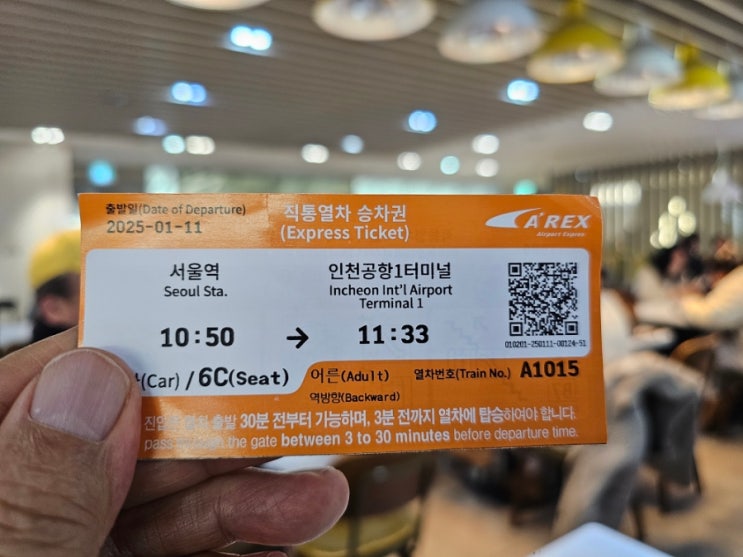 출발일(Date of Departure)
2025-01-11
직통열차 승차권
(Express Ticket)
A'REX
Airport Express
서울역
Seoul Sta.
인천공항1터미널
Incheon Int'l Airport
Terminal 1
10:50 → 11:33
010201-250111-00124-51
(Car) / 6C(Seat)
어른(Adult)
열차번호(Train No.) A1015
역방향(Backward)
출발 30분 전부터 가능하며, 3분 전까지 열차에 탑승하여야 합니다.
pass the gate between 3 to 30 minutes before departure time.